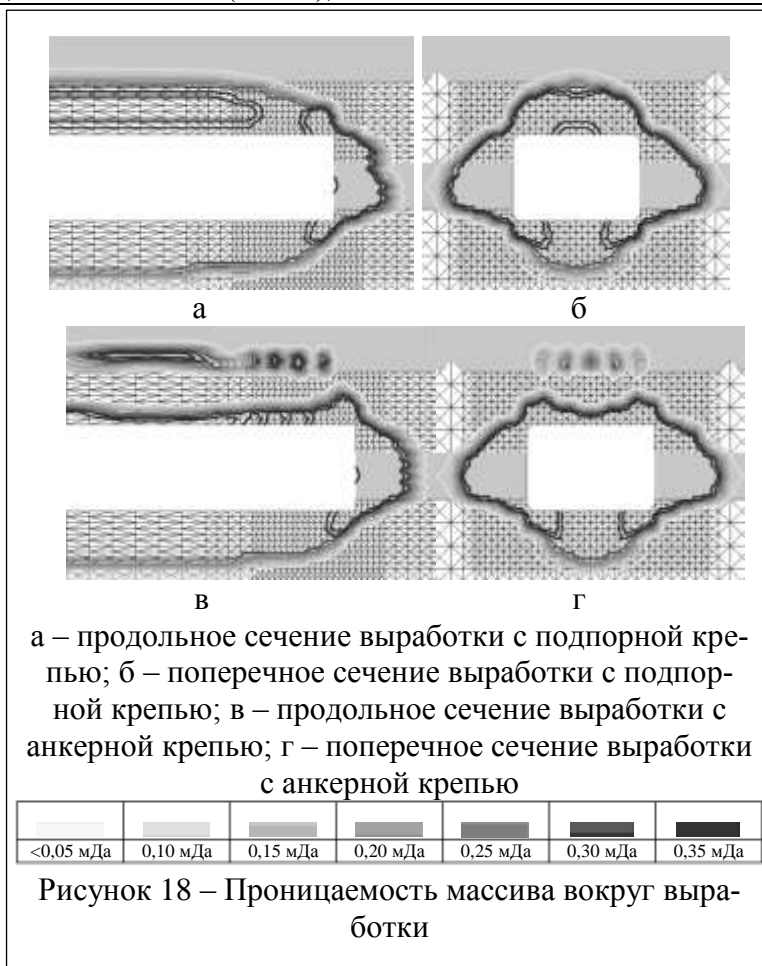 а б
в г
а – продольное сечение выработки с подпорной кре-
пью; б – поперечное сечение выработки с подпор-
ной крепью; в – продольное сечение выработки с
анкерной крепью; г – поперечное сечение выработки
с анкерной крепью
<0,05 мДа 0,10 мДа 0,15 мДа 0,20 мДа 0,25 мДа 0,30 мДа 0,35 мДа
Рисунок 18 – Проницаемость массива вокруг выра-
ботки